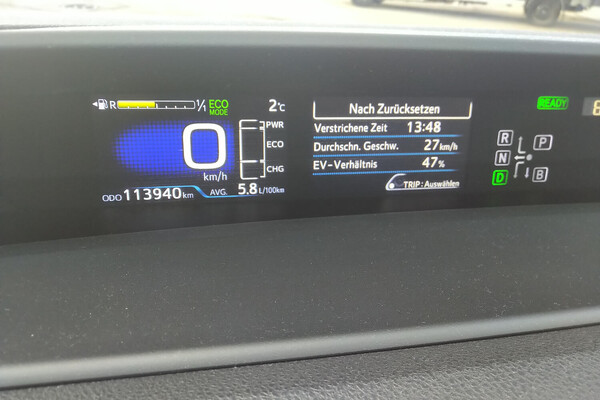 R 1/1 ECO MODE 2°C
0 km/h
PWR
ECO
CHG
ODO 113940 km AVG. 5.8 L/100km
Nach Zurücksetzen
Verstrichene Zeit 13:48
Durchschn. Geschw. 27 km/h
EV-Verhältnis 47 %
TRIP : Auswählen
READY
R P
N
D B